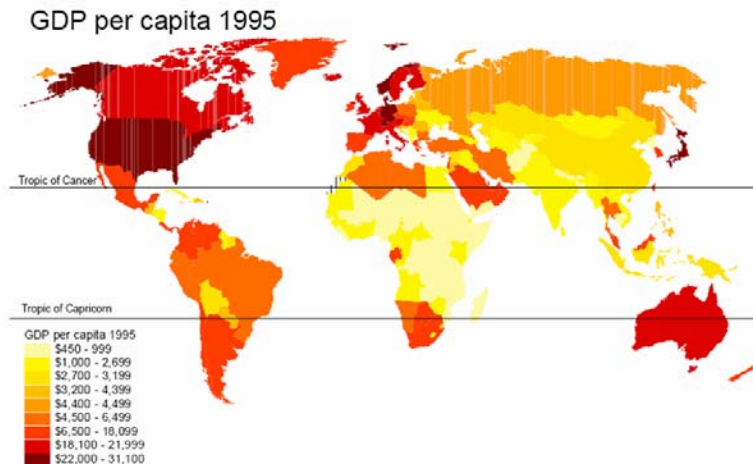 GDP per capita 1995
Tropic of Cancer
Tropic of Capricorn
GDP per capita 1995
$450 - 999
$1,000 - 2,699
$2,700 - 3,199
$3,200 - 4,399
$4,400 - 4,499
$4,500 - 6,499
$6,500 - 18,099
$18,100 - 21,999
$22,000 - 31,100